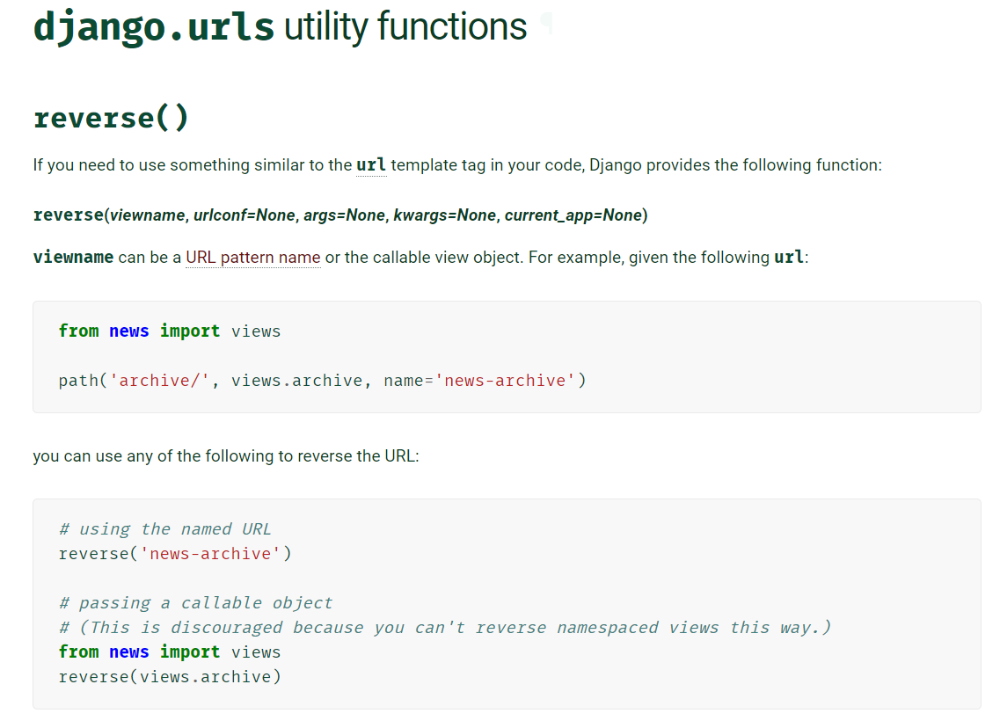 django.urls utility functions ¶
reverse()
If you need to use something similar to the url template tag in your code, Django provides the following function:
reverse(viewname, urlconf=None, args=None, kwargs=None, current_app=None)
viewname can be a URL pattern name or the callable view object. For example, given the following url:
from news import views
path('archive/', views.archive, name='news-archive')
you can use any of the following to reverse the URL:
# using the named URL
reverse('news-archive')
# passing a callable object
# (This is discouraged because you can't reverse namespaced views this way.)
from news import views
reverse(views.archive)